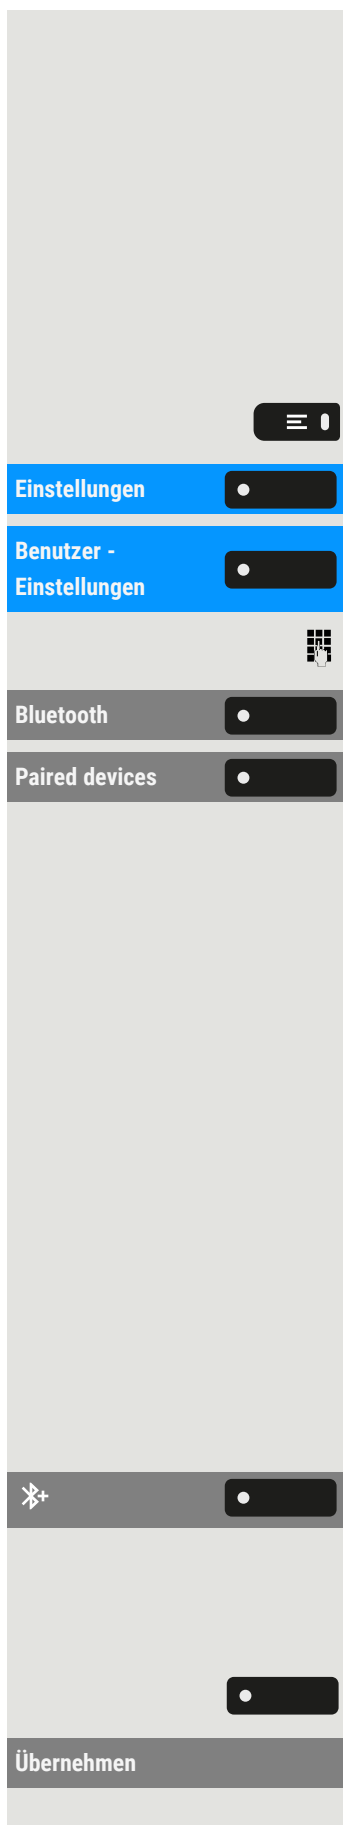 Einstellungen
Benutzer -
Einstellungen
Bluetooth
Paired devices
Übernehmen